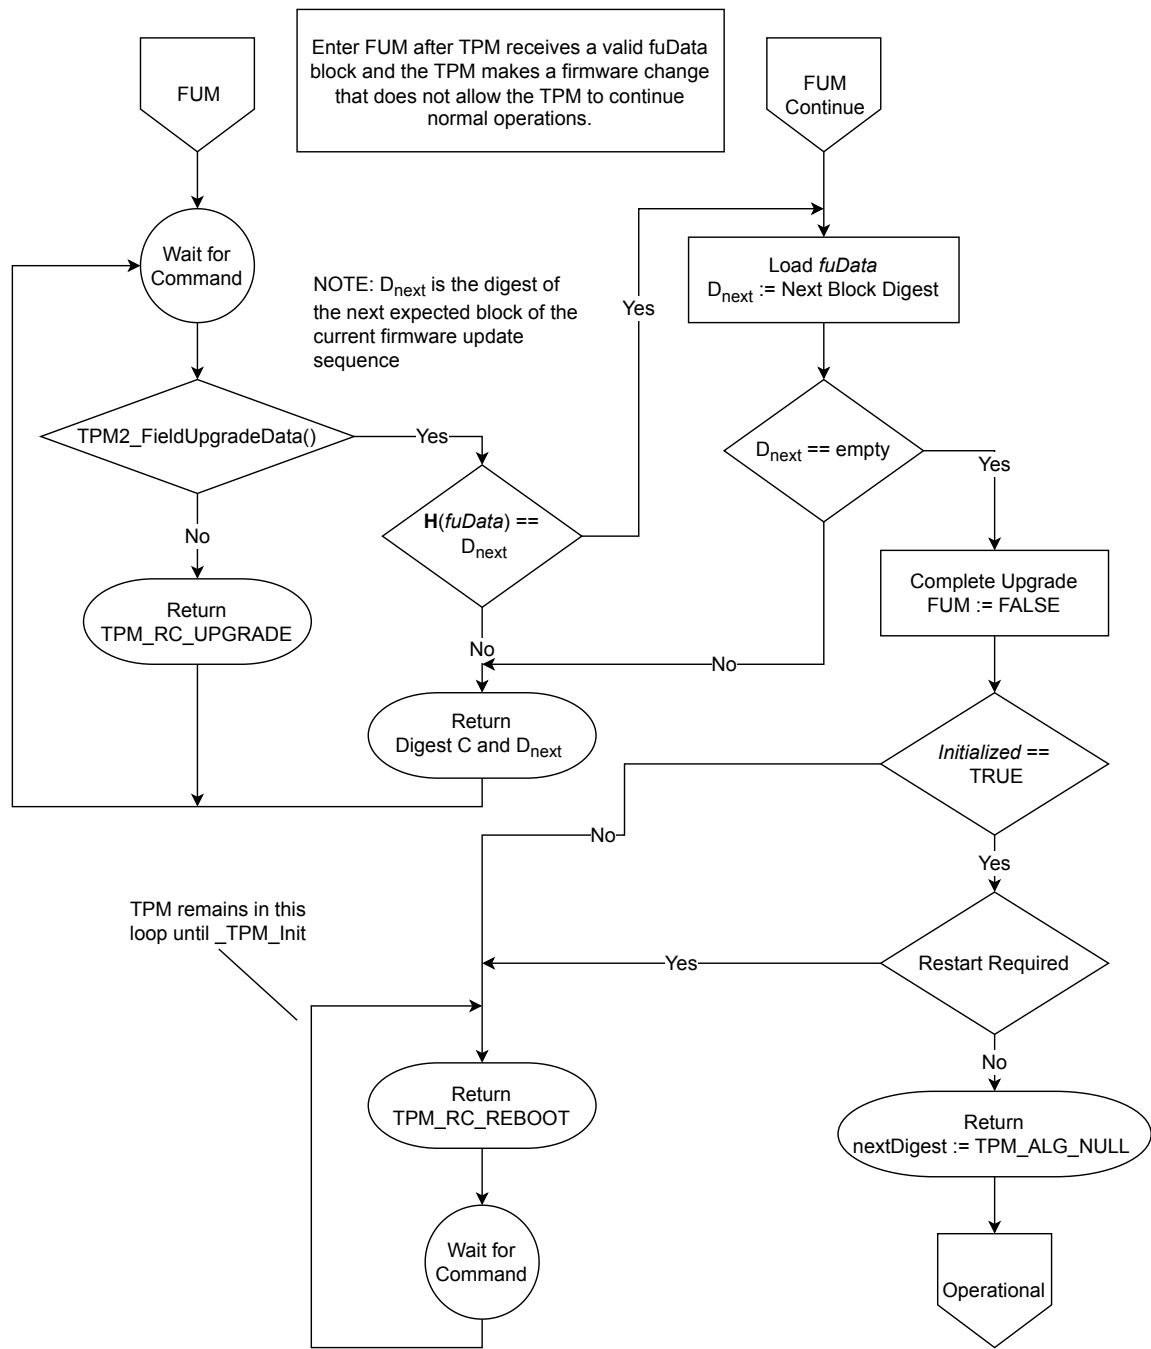 FUM
Enter FUM after TPM receives a valid fuData
block and the TPM makes a firmware change
that does not allow the TPM to continue
normal operations.
FUM
Continue
Wait for
Command
NOTE: Dnext is the digest of
the next expected block of the
current firmware update
sequence
Yes
Load fuData
Dnext := Next Block Digest
TPM2_FieldUpgradeData()
Yes
Dnext == empty
Yes
H(fuData) ==
Dnext
No
Return
TPM_RC_UPGRADE
Complete Upgrade
FUM := FALSE
No
No
Return
Digest C and Dnext
Initialized ==
TRUE
No
Yes
TPM remains in this
loop until _TPM_Init
Yes
Restart Required
No
Return
TPM_RC_REBOOT
Return
nextDigest := TPM_ALG_NULL
Wait for
Command
Operational